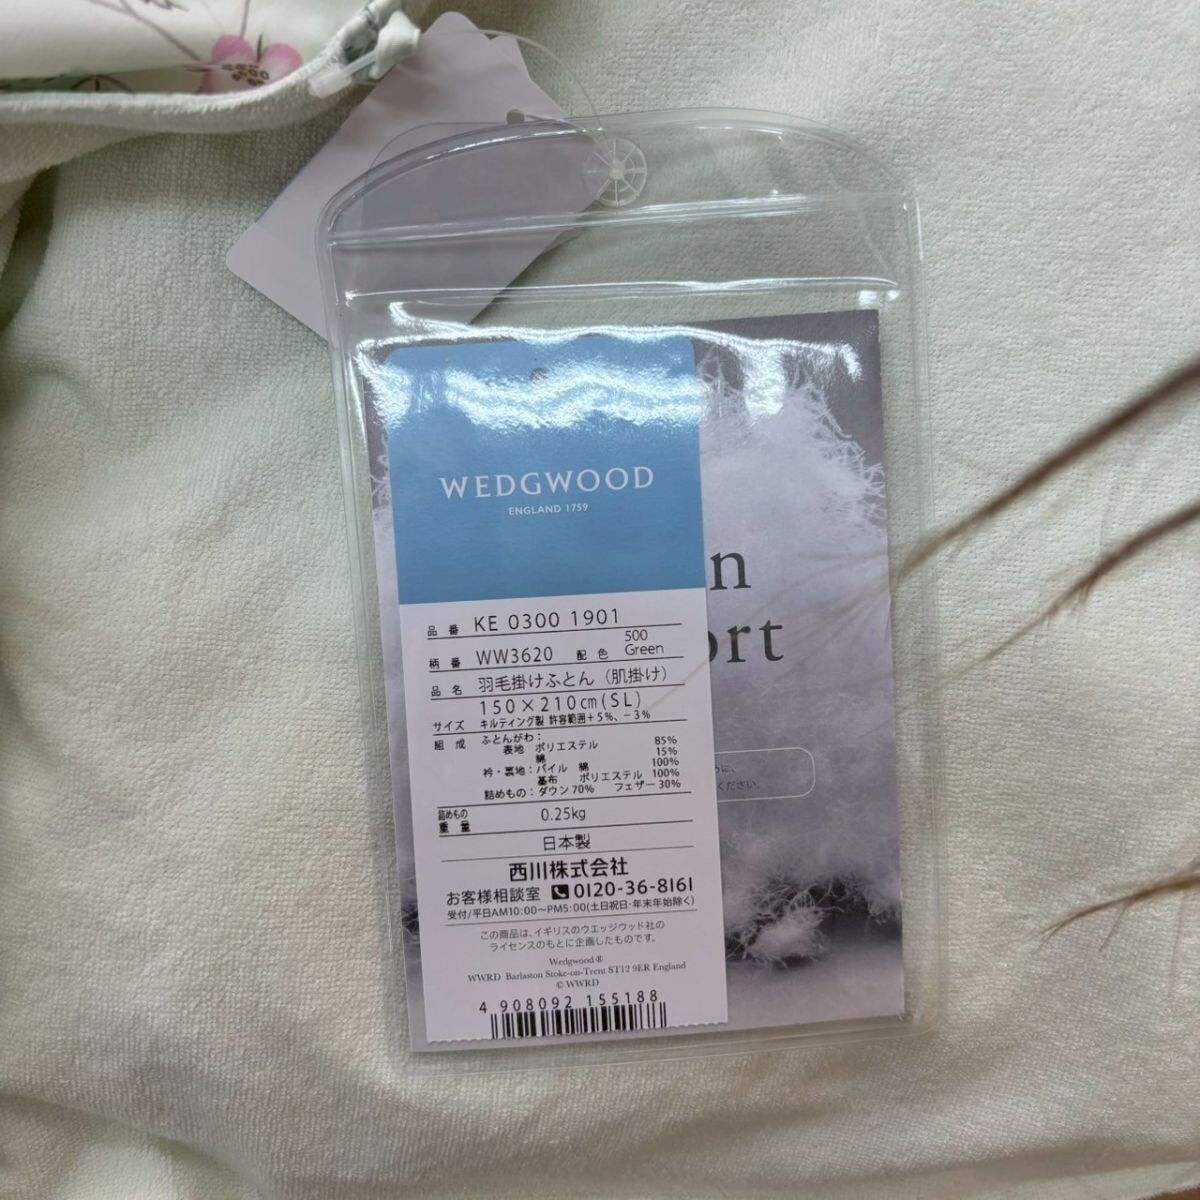 WEDGWOOD
ENGLAND 1759
品番 KE 0300 1901
柄番 WW3620 配色 500 Green
品名 羽毛掛けふとん（肌掛け）
サイズ 150×210cm(SL)
キルティング製 許容範囲+5%、-3%
組成 ふとんがわ：
表地 ポリエステル 85%
綿 15%
衿・裏地：パイル 綿 100%
基布 ポリエステル 100%
詰めもの：ダウン70% フェザー30%
詰めもの重量 0.25kg
日本製
西川株式会社
お客様相談室 0120-36-8161
受付/平日AM10:00〜PM5:00(土日祝日・年末年始除く)
この商品は、イギリスのウエッジウッド社の
ライセンスのもとに企画したものです。
Wedgwood®
WWRD Barlaston Stoke-on-Trent ST12 9ER England
© WWRD
4 908092 155188
n
ort
に、
ください。